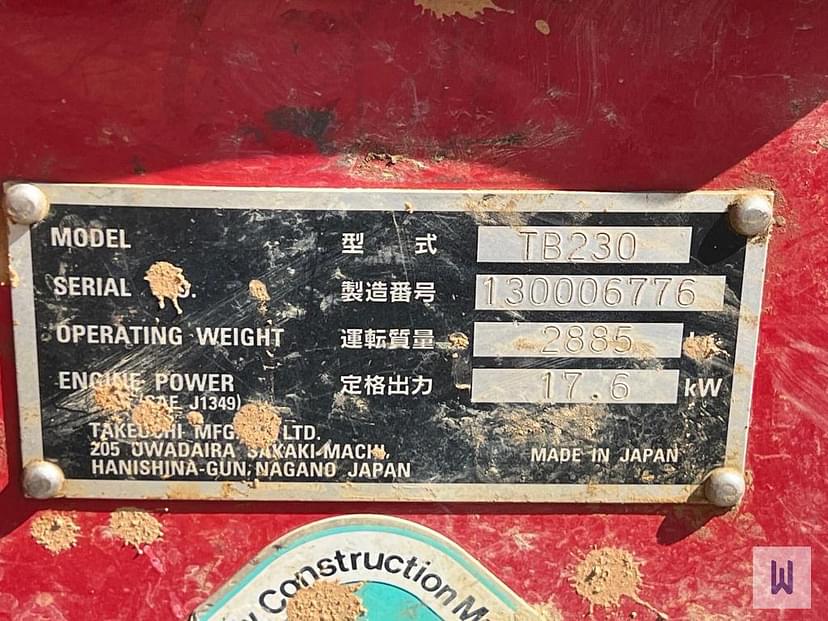 MODEL 型 式 TB230
SERIAL 製造番号 130006776
OPERATING WEIGHT 運転質量 2885
ENGINE POWER 定格出力 17.6 kW
(SAE J1349)
TAKEUCHI MFG. LTD.
205 UWADAIRA SAKAKI-MACHI,
HANISHINA-GUN, NAGANO JAPAN MADE IN JAPAN
Construction
W